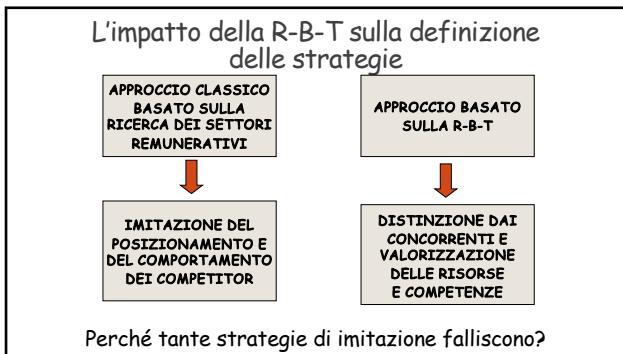 L'impatto della R-B-T sulla definizione
delle strategie
APPROCCIO CLASSICO
BASATO SULLA
RICERCA DEI SETTORI
REMUNERATIVI
APPROCCIO BASATO
SULLA R-B-T
IMITAZIONE DEL
POSIZIONAMENTO E
DEL COMPORTAMENTO
DEI COMPETITOR
DISTINZIONE DAI
CONCORRENTI E
VALORIZZAZIONE
DELLE RISORSE
E COMPETENZE
Perché tante strategie di imitazione falliscono?